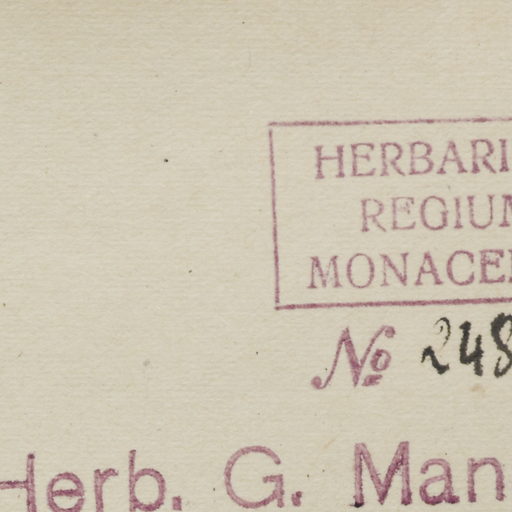 HERBARI
REGIUM
MONACE
No 248
Herb. G. Man